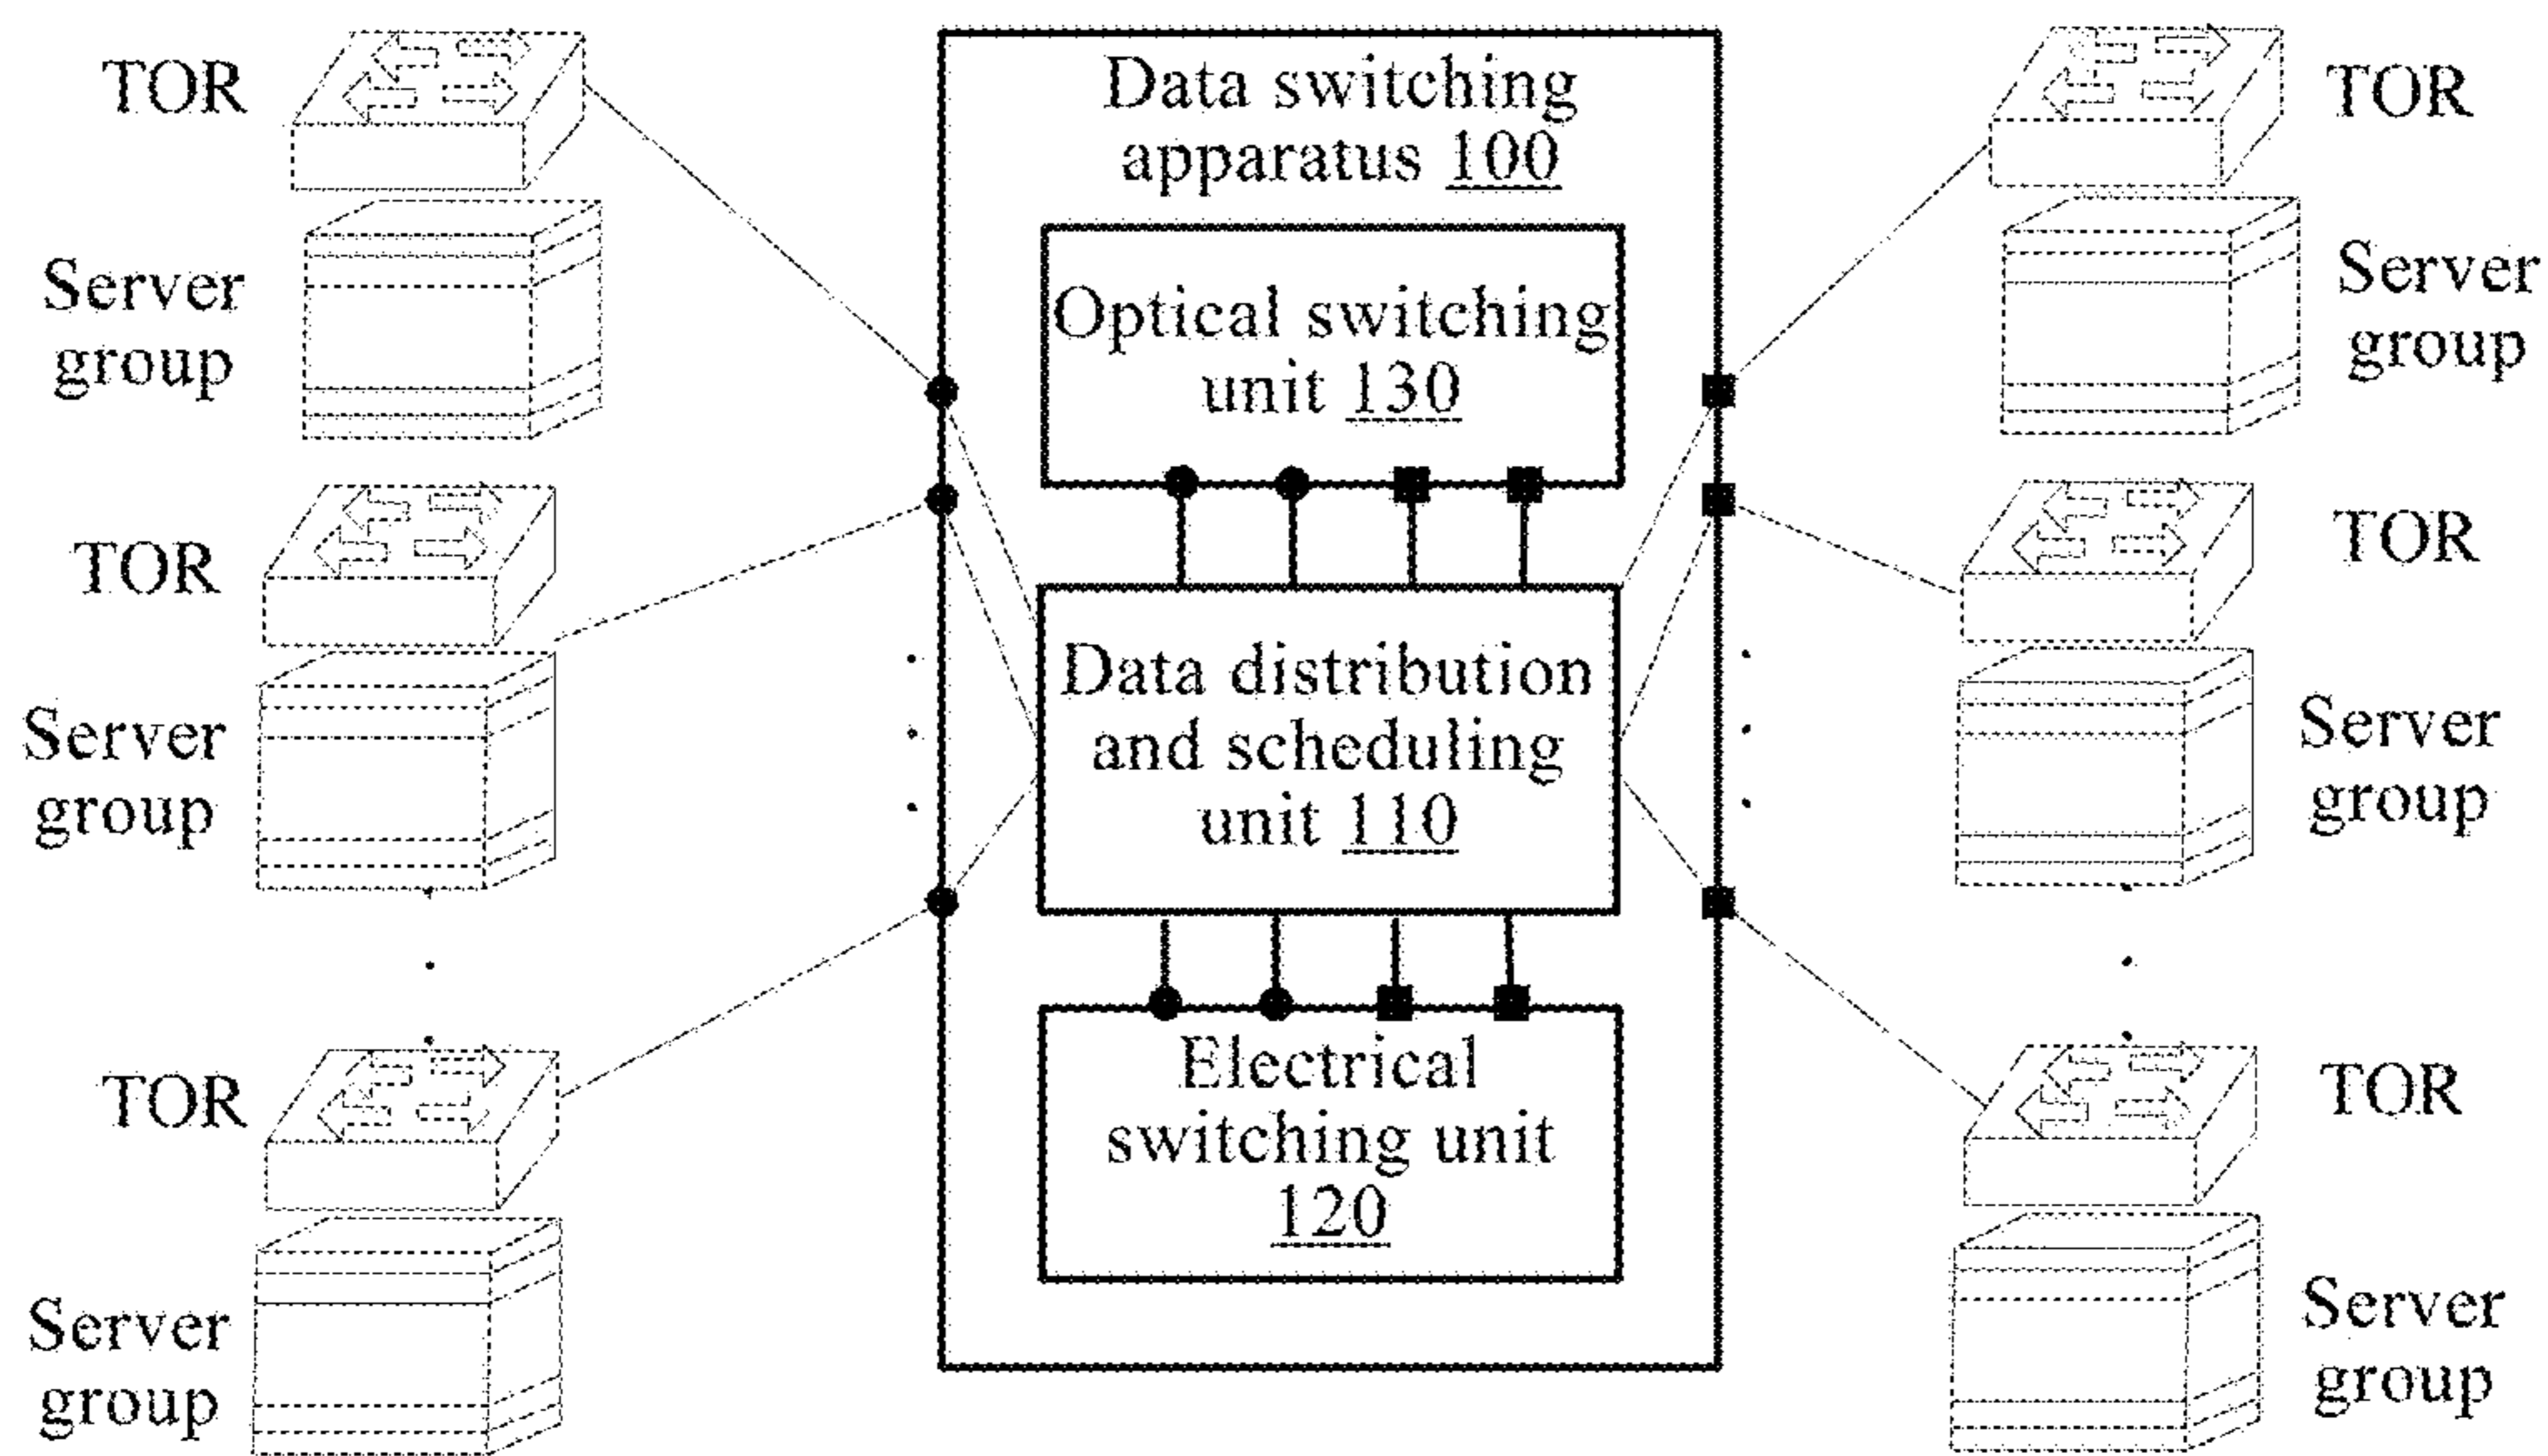 TOR
Server
group
TOR
Server
group
TOR
Server
group
Data switching
apparatus 100
Optical switching
unit 130
Data distribution
and scheduling
unit 110
Electrical
switching unit
120
TOR
Server
group
TOR
Server
group
TOR
Server
group